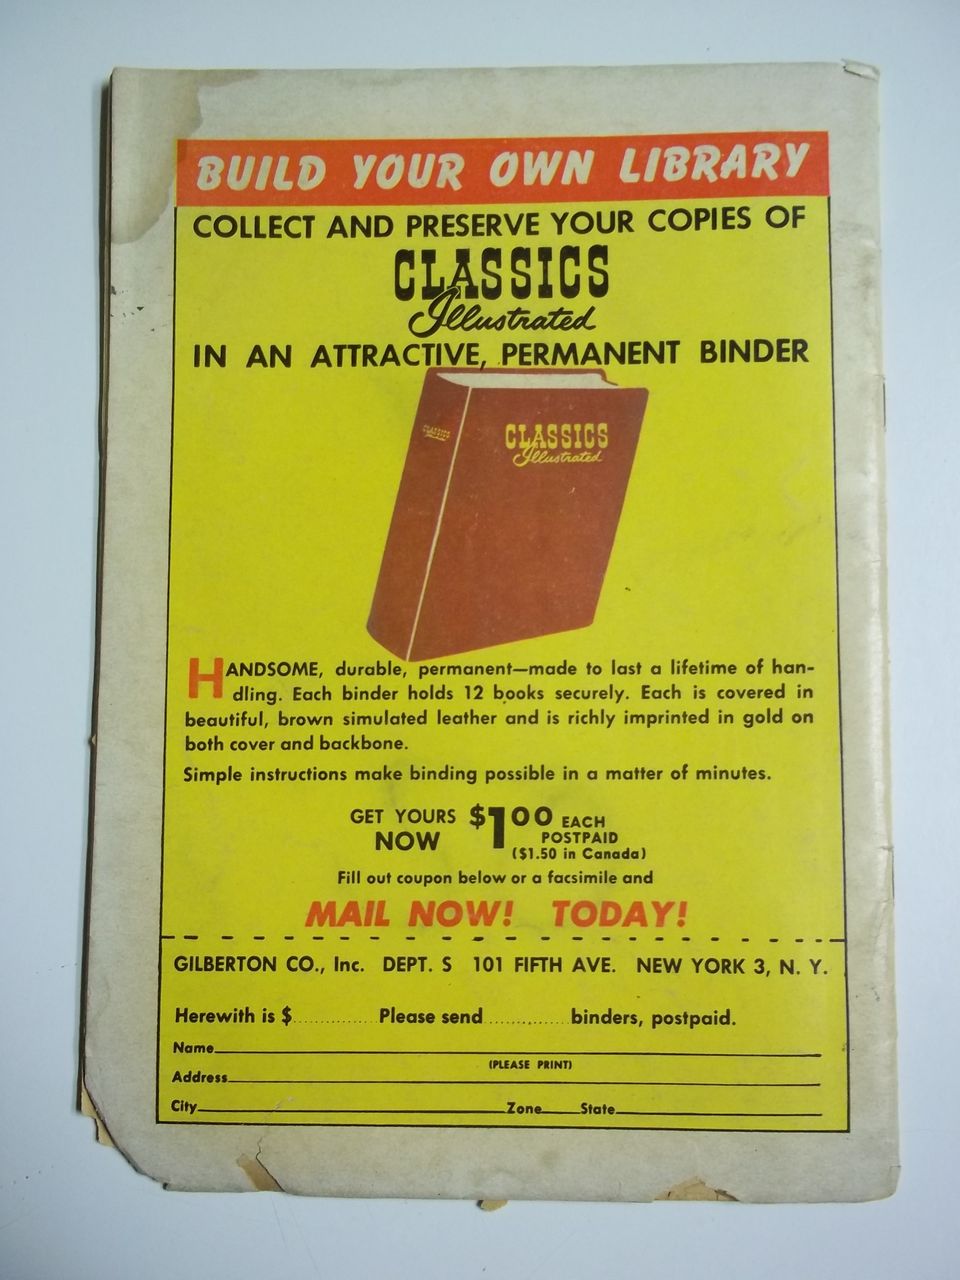 BUILD YOUR OWN LIBRARY
COLLECT AND PRESERVE YOUR COPIES OF
CLASSICS
Illustrated
IN AN ATTRACTIVE, PERMANENT BINDER
CLASSICS
Illustrated
CLASSICS
Illustrated
HANDSOME, durable, permanent—made to last a lifetime of han-
dling. Each binder holds 12 books securely. Each is covered in
beautiful, brown simulated leather and is richly imprinted in gold on
both cover and backbone.
Simple instructions make binding possible in a matter of minutes.
GET YOURS NOW $1.00 EACH
POSTPAID
($1.50 in Canada)
Fill out coupon below or a facsimile and
MAIL NOW! TODAY!
GILBERTON CO., Inc. DEPT. S 101 FIFTH AVE. NEW YORK 3, N. Y.
Herewith is $.............. Please send.............. binders, postpaid.
Name
(PLEASE PRINT)
Address
City Zone State